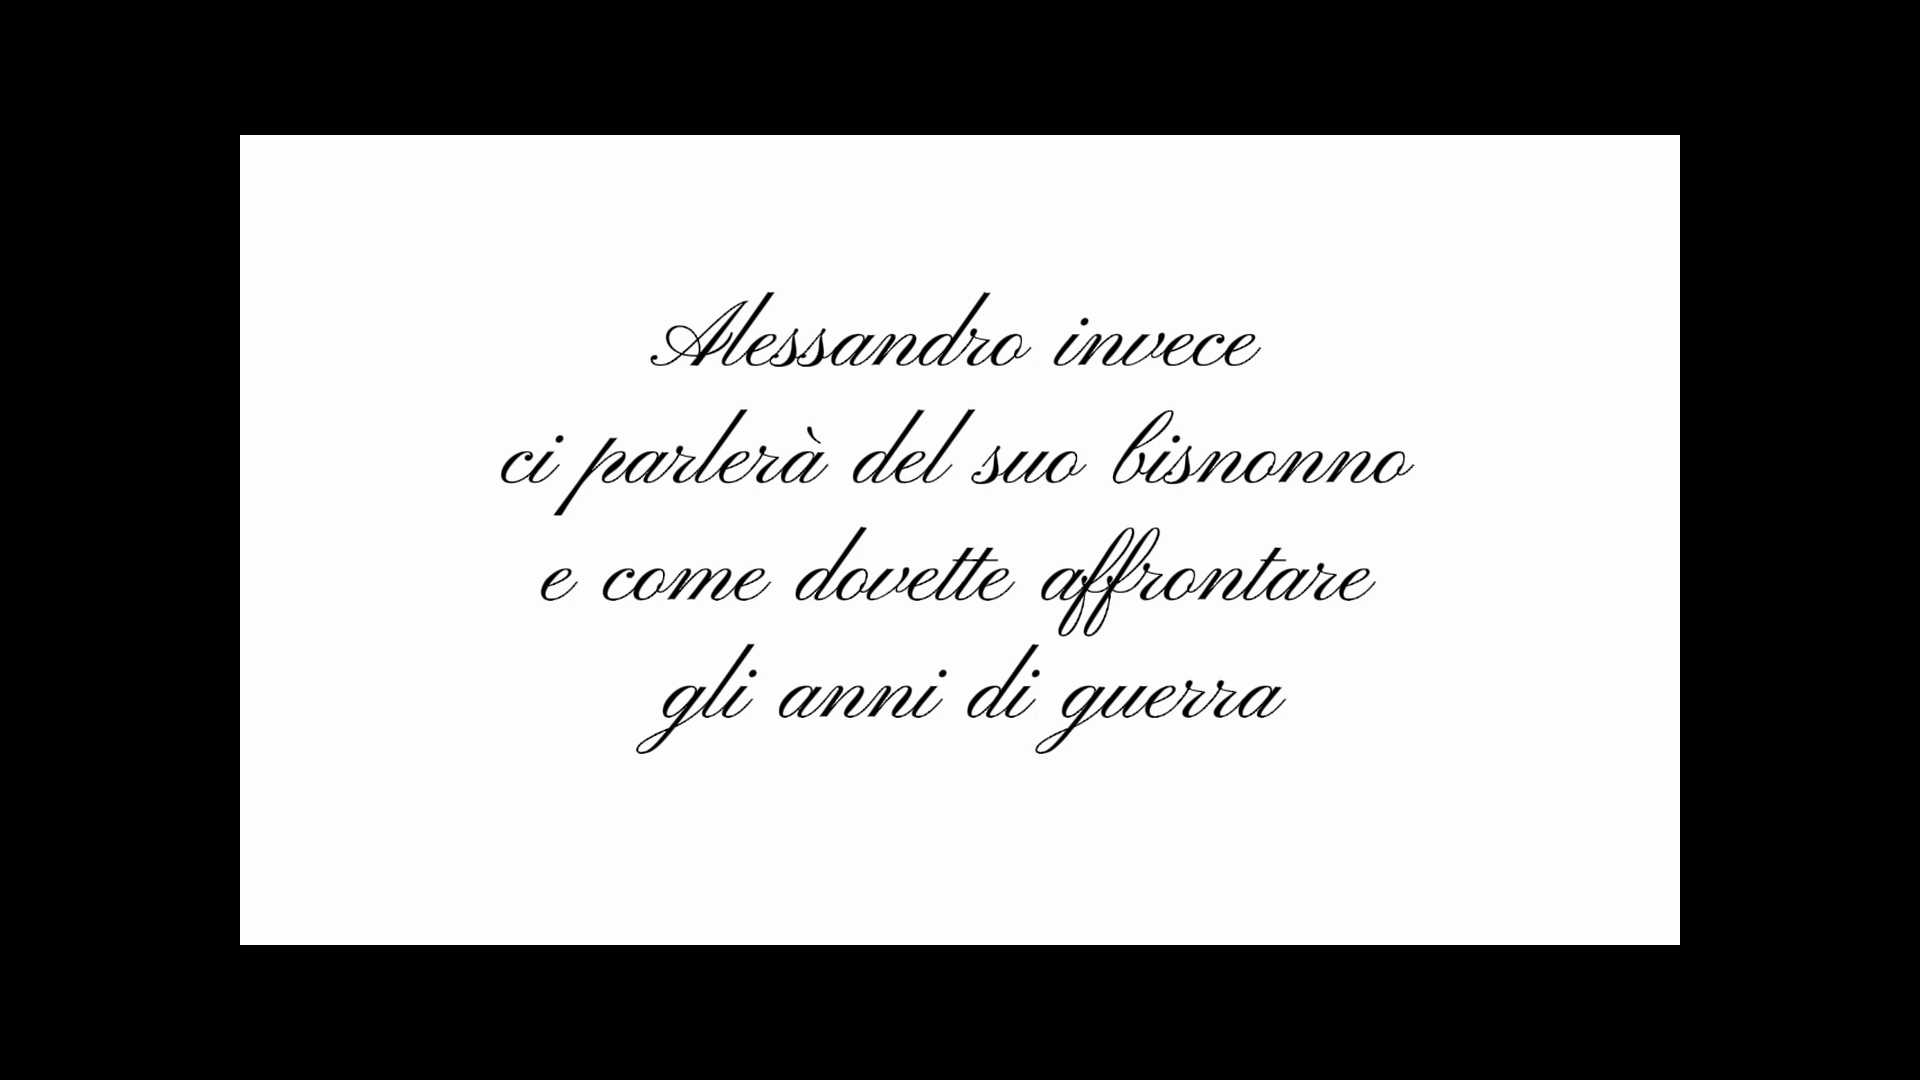 Alessandro invece
ci parlerà del suo bisnonno
e come dovette affrontare
gli anni di guerra